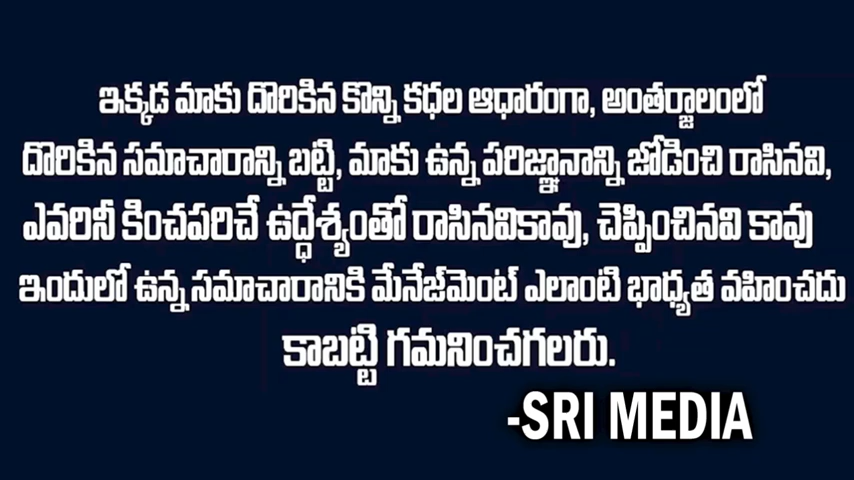 ఇక్కడ మాకు దొరికిన కొన్ని కధల ఆధారంగా, అంతర్జాలంలో
దొరికిన సమాచారాన్ని బట్టి, మాకు ఉన్న పరిజ్ఞానాన్ని జోడించి రాసినవి,
ఎవరినీ కించపరిచే ఉద్ధేశ్యంతో రాసినవికావు, చెప్పించినవి కావు
ఇందులో ఉన్న సమాచారానికి మేనేజ్‌మెంట్ ఎలాంటి భాధ్యత వహించదు
కాబట్టి గమనించగలరు.
-SRI MEDIA